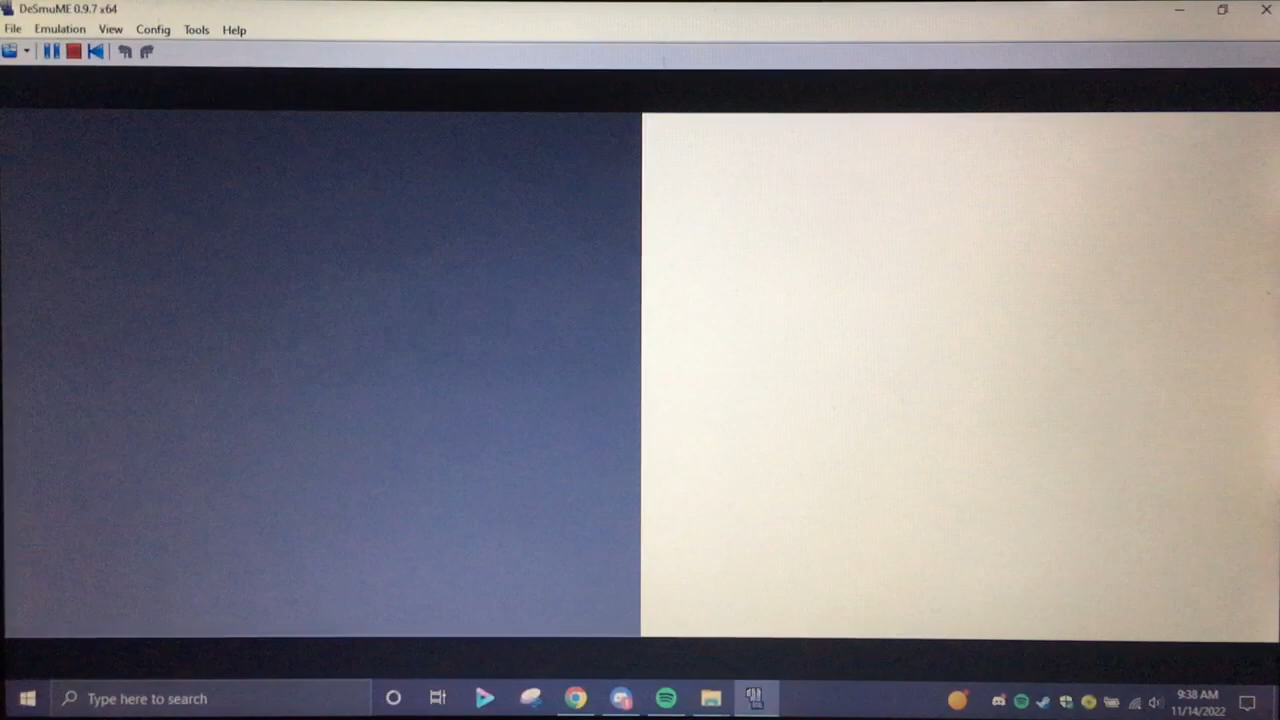 DeSmuME 0.9.7 x64
File Emulation View Config Tools Help
Type here to search
9:38 AM
11/14/2022